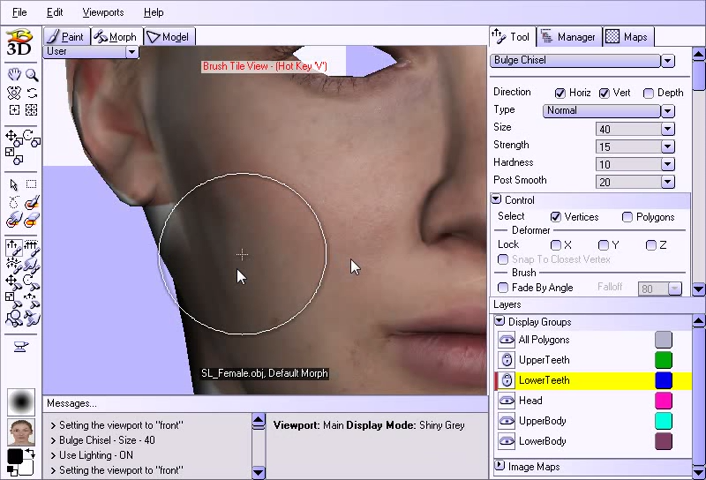 File Edit Viewports Help
3D
Paint Morph Model
Tool Manager Maps
User
Brush Tile View - (Hot Key 'V')
Bulge Chisel
Direction Horiz Vert Depth
Type Normal
Size 40
Strength 15
Hardness 10
Post Smooth 20
Control
Select Vertices Polygons
Deformer
Lock X Y Z
Snap To Closest Vertex
Brush
Fade By Angle Falloff 80
Layers
Display Groups
All Polygons
UpperTeeth
LowerTeeth
Head
UpperBody
LowerBody
Image Maps
SL_Female.obj, Default Morph
Messages...
> Setting the viewport to "front"
> Bulge Chisel - Size - 40
> Use Lighting - ON
> Setting the viewport to "front"
Viewport: Main Display Mode: Shiny Grey